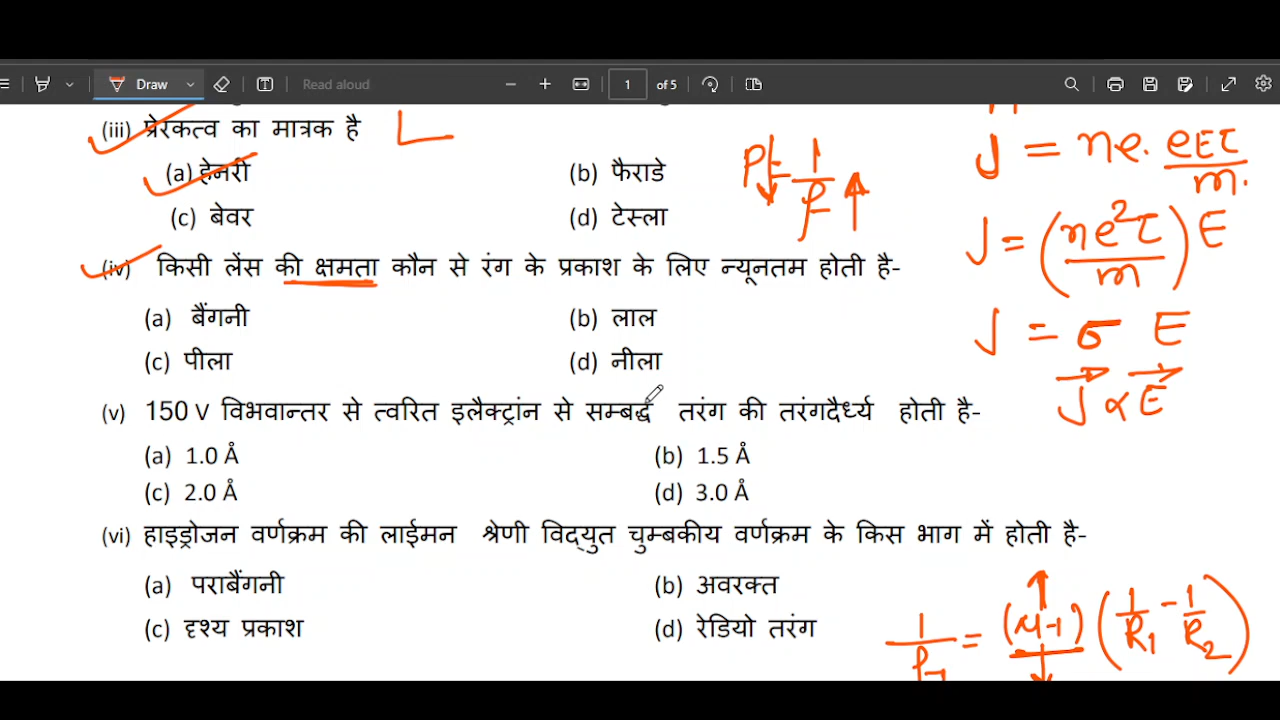 Draw
Read aloud
1 of 5
(iii) प्रेरकत्व का मात्रक है L
(a) हेनरी (b) फैराडे
(c) बेवर (d) टेस्ला
(iv) किसी लेंस की क्षमता कौन से रंग के प्रकाश के लिए न्यूनतम होती है-
(a) बैंगनी (b) लाल
(c) पीला (d) नीला
(v) 150 V विभवान्तर से त्वरित इलैक्ट्रांन से सम्बद्ध तरंग की तरंगदैर्ध्य होती है-
(a) 1.0 Å (b) 1.5 Å
(c) 2.0 Å (d) 3.0 Å
(vi) हाइड्रोजन वर्णक्रम की लाईमन श्रेणी विद्युत चुम्बकीय वर्णक्रम के किस भाग में होती है-
(a) पराबैंगनी (b) अवरक्त
(c) दृश्य प्रकाश (d) रेडियो तरंग
P = 1/f
J = ne. eEτ/m.
J = (ne²τ/m) E
J = σ E
J ∝ E
1/f = (μ-1) (1/R₁ - 1/R₂)